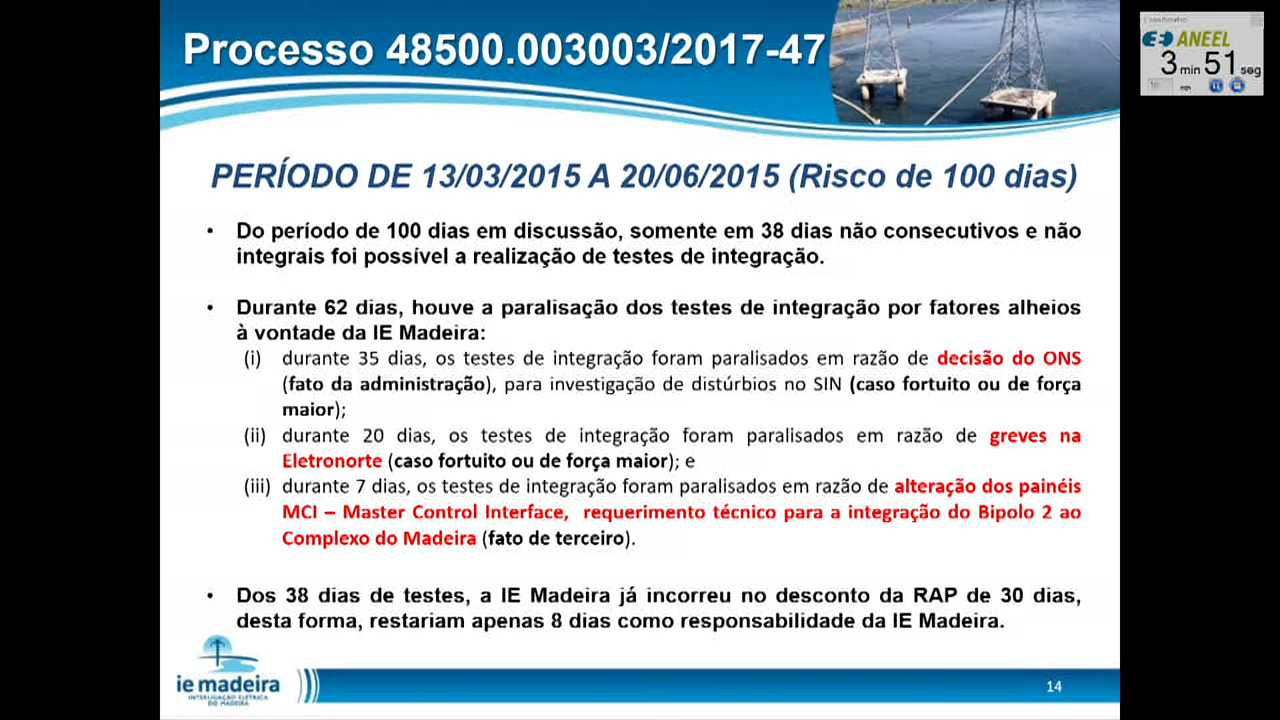 Processo 48500.003003/2017-47
ANEEL
3 min 51 seg
min
PERÍODO DE 13/03/2015 A 20/06/2015 (Risco de 100 dias)
• Do período de 100 dias em discussão, somente em 38 dias não consecutivos e não
integrais foi possível a realização de testes de integração.
• Durante 62 dias, houve a paralisação dos testes de integração por fatores alheios
à vontade da IE Madeira:
(i) durante 35 dias, os testes de integração foram paralisados em razão de decisão do ONS
(fato da administração), para investigação de distúrbios no SIN (caso fortuito ou de força
maior);
(ii) durante 20 dias, os testes de integração foram paralisados em razão de greves na
Eletronorte (caso fortuito ou de força maior); e
(iii) durante 7 dias, os testes de integração foram paralisados em razão de alteração dos painéis
MCI – Master Control Interface, requerimento técnico para a integração do Bipolo 2 ao
Complexo do Madeira (fato de terceiro).
• Dos 38 dias de testes, a IE Madeira já incorreu no desconto da RAP de 30 dias,
desta forma, restariam apenas 8 dias como responsabilidade da IE Madeira.
ie madeira
INTERLIGAÇÃO ELÉTRICA
DO MADEIRA
14